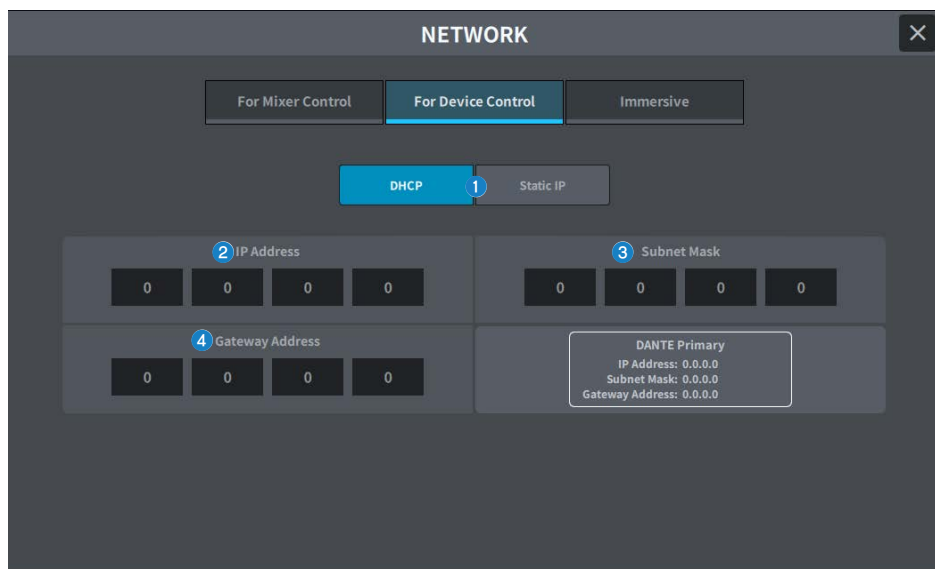 NETWORK
For Mixer Control For Device Control Immersive
DHCP 1 Static IP
2 IP Address 3 Subnet Mask
0 0 0 0 0 0 0 0
4 Gateway Address
0 0 0 0
DANTE Primary
IP Address: 0.0.0.0
Subnet Mask: 0.0.0.0
Gateway Address: 0.0.0.0